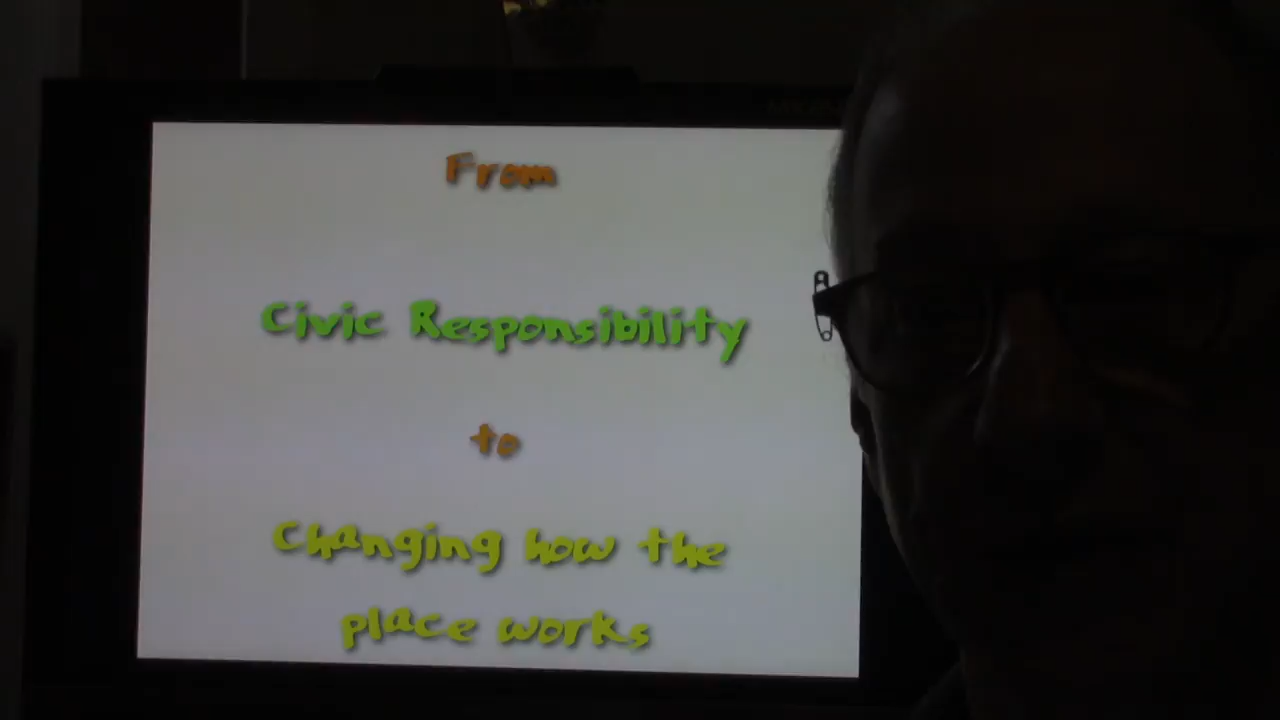 From
Civic Responsibility
to
Changing how the
place works